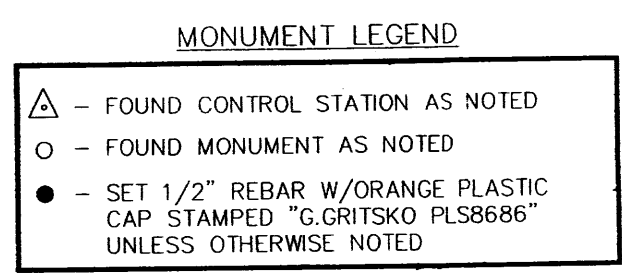 MONUMENT LEGEND
– FOUND CONTROL STATION AS NOTED
– FOUND MONUMENT AS NOTED
– SET 1/2" REBAR W/ORANGE PLASTIC
CAP STAMPED "G.GRITSKO PLS8686"
UNLESS OTHERWISE NOTED